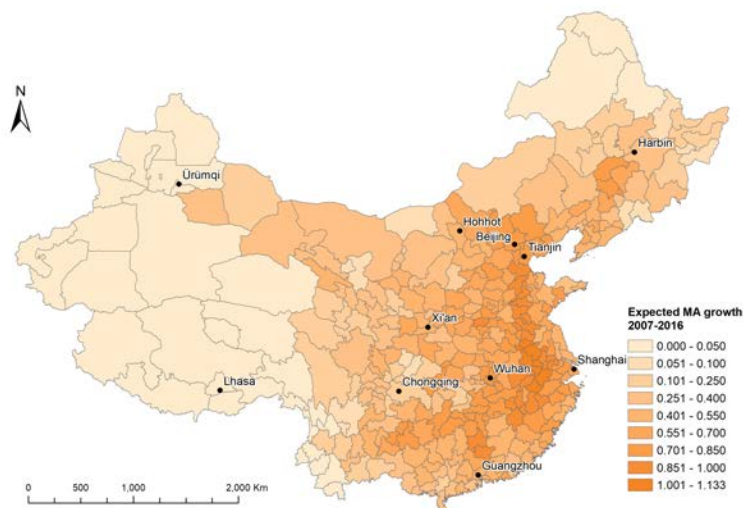 N
Harbin
Ürümqi
Hohhot
Beijing
Tianjin
Xi'an
Shanghai
Wuhan
Lhasa
Chongqing
Guangzhou
Expected MA growth
2007-2016
0.000 - 0.050
0.051 - 0.100
0.101 - 0.250
0.251 - 0.400
0.401 - 0.550
0.551 - 0.700
0.701 - 0.850
0.851 - 1.000
1.001 - 1.133
0 500 1,000 2,000 Km